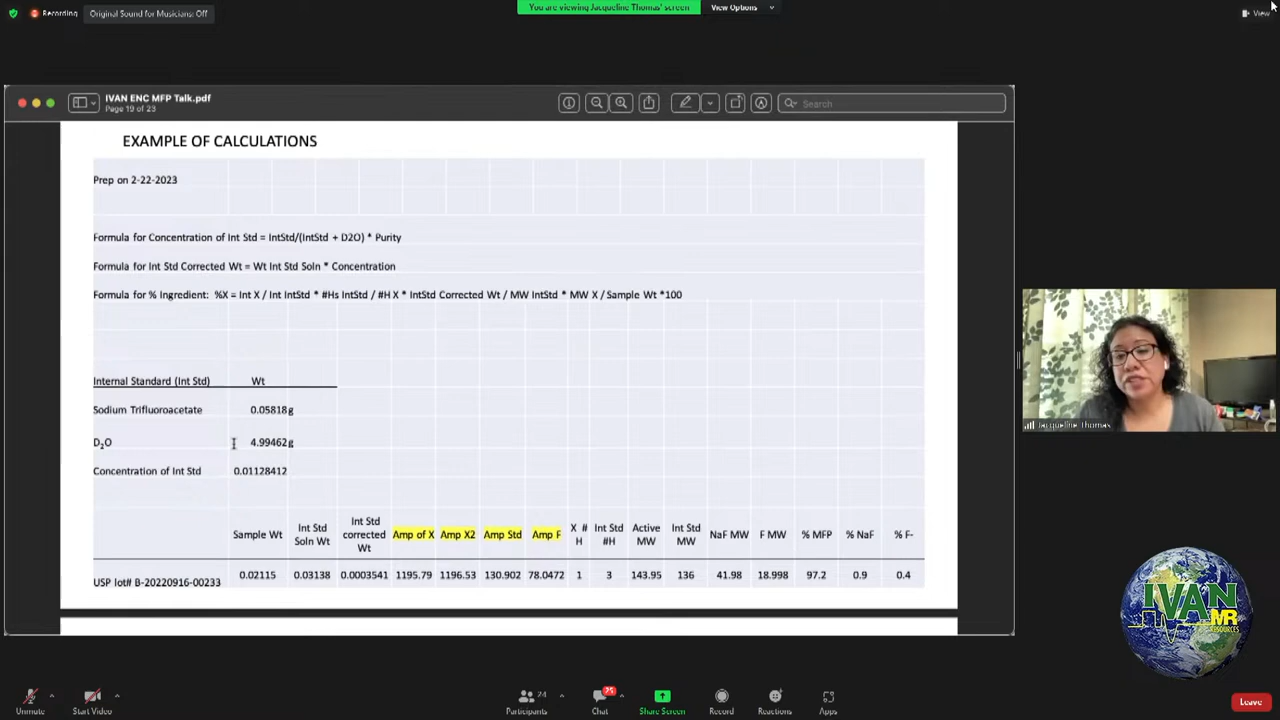 Recording
Original Sound for Musicians: Off
You are viewing Jacqueline Thomas' screen
View Options
View
IVAN ENC MFP Talk.pdf
Page 19 of 23
Search
EXAMPLE OF CALCULATIONS
Prep on 2-22-2023
Formula for Concentration of Int Std = IntStd/(IntStd + D2O) * Purity
Formula for Int Std Corrected Wt = Wt Int Std Soln * Concentration
Formula for % Ingredient: %X = Int X / Int IntStd * #Hs IntStd / #H X * IntStd Corrected Wt / MW IntStd * MW X / Sample Wt *100
Internal Standard (Int Std) Wt
Sodium Trifluoroacetate 0.05818g
D₂O 4.99462g
Concentration of Int Std 0.01128412
Sample Wt Int Std Soln Wt Int Std corrected Wt Amp of X Amp X2 Amp Std Amp F X # H Int Std #H Active MW Int Std MW NaF MW F MW % MFP % NaF % F-
USP lot# B-20220916-00233 0.02115 0.03138 0.0003541 1195.79 1196.53 130.902 78.0472 1 3 143.95 136 41.98 18.998 97.2 0.9 0.4
Jacqueline Thomas
IVAN
MR
RESOURCES
Unmute
Start Video
24
Participants
25
Chat
Share Screen
Record
Reactions
Apps
Leave